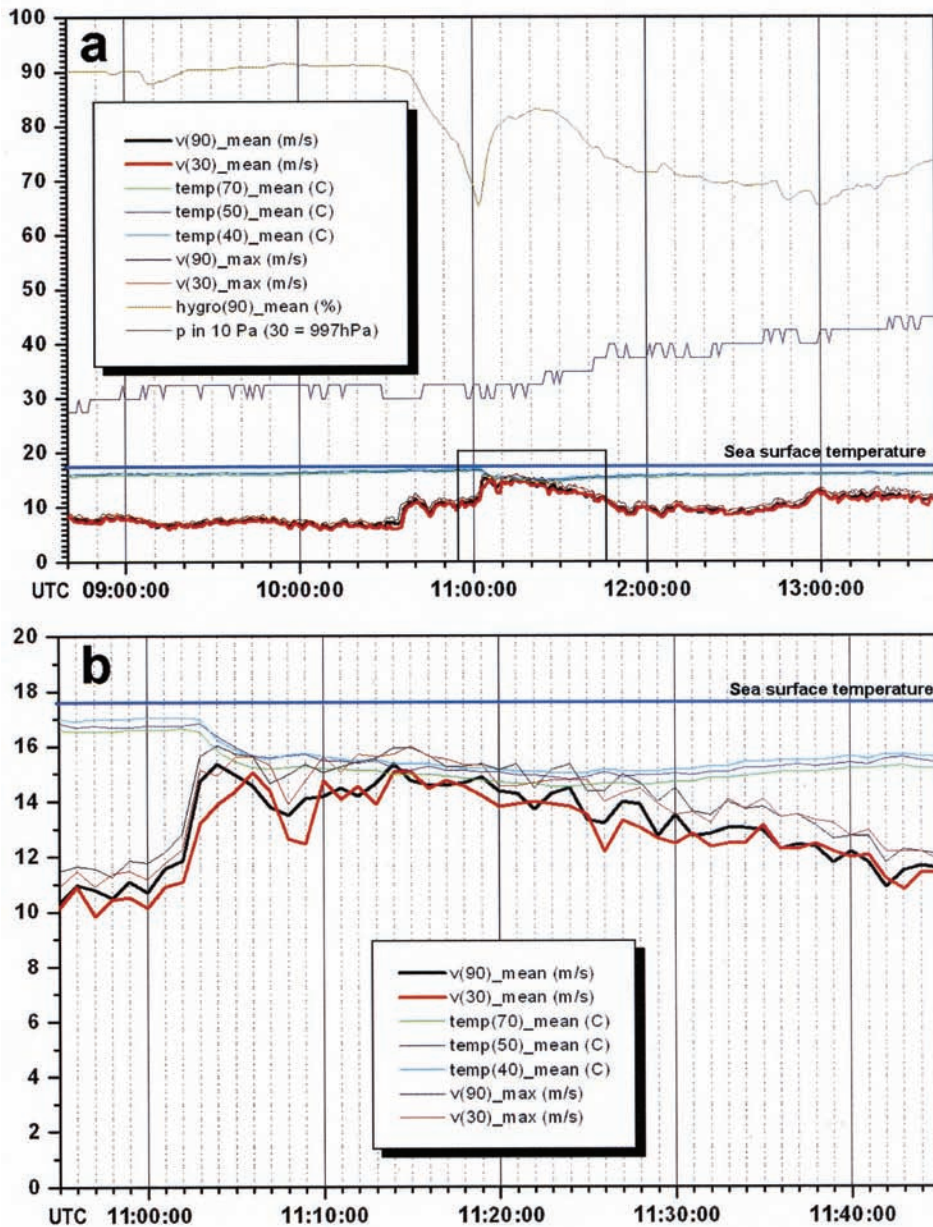 a
100
90
80
70
60
50
40
30
20
10
0
v(90)_mean (m/s)
v(30)_mean (m/s)
temp(70)_mean (C)
temp(50)_mean (C)
temp(40)_mean (C)
v(90)_max (m/s)
v(30)_max (m/s)
hygro(90)_mean (%)
p in 10 Pa (30 = 997hPa)
Sea surface temperature
UTC 09:00:00 10:00:00 11:00:00 12:00:00 13:00:00
b
20
18
16
14
12
10
8
6
4
2
0
Sea surface temperature
v(90)_mean (m/s)
v(30)_mean (m/s)
temp(70)_mean (C)
temp(50)_mean (C)
temp(40)_mean (C)
v(90)_max (m/s)
v(30)_max (m/s)
UTC 11:00:00 11:10:00 11:20:00 11:30:00 11:40:00